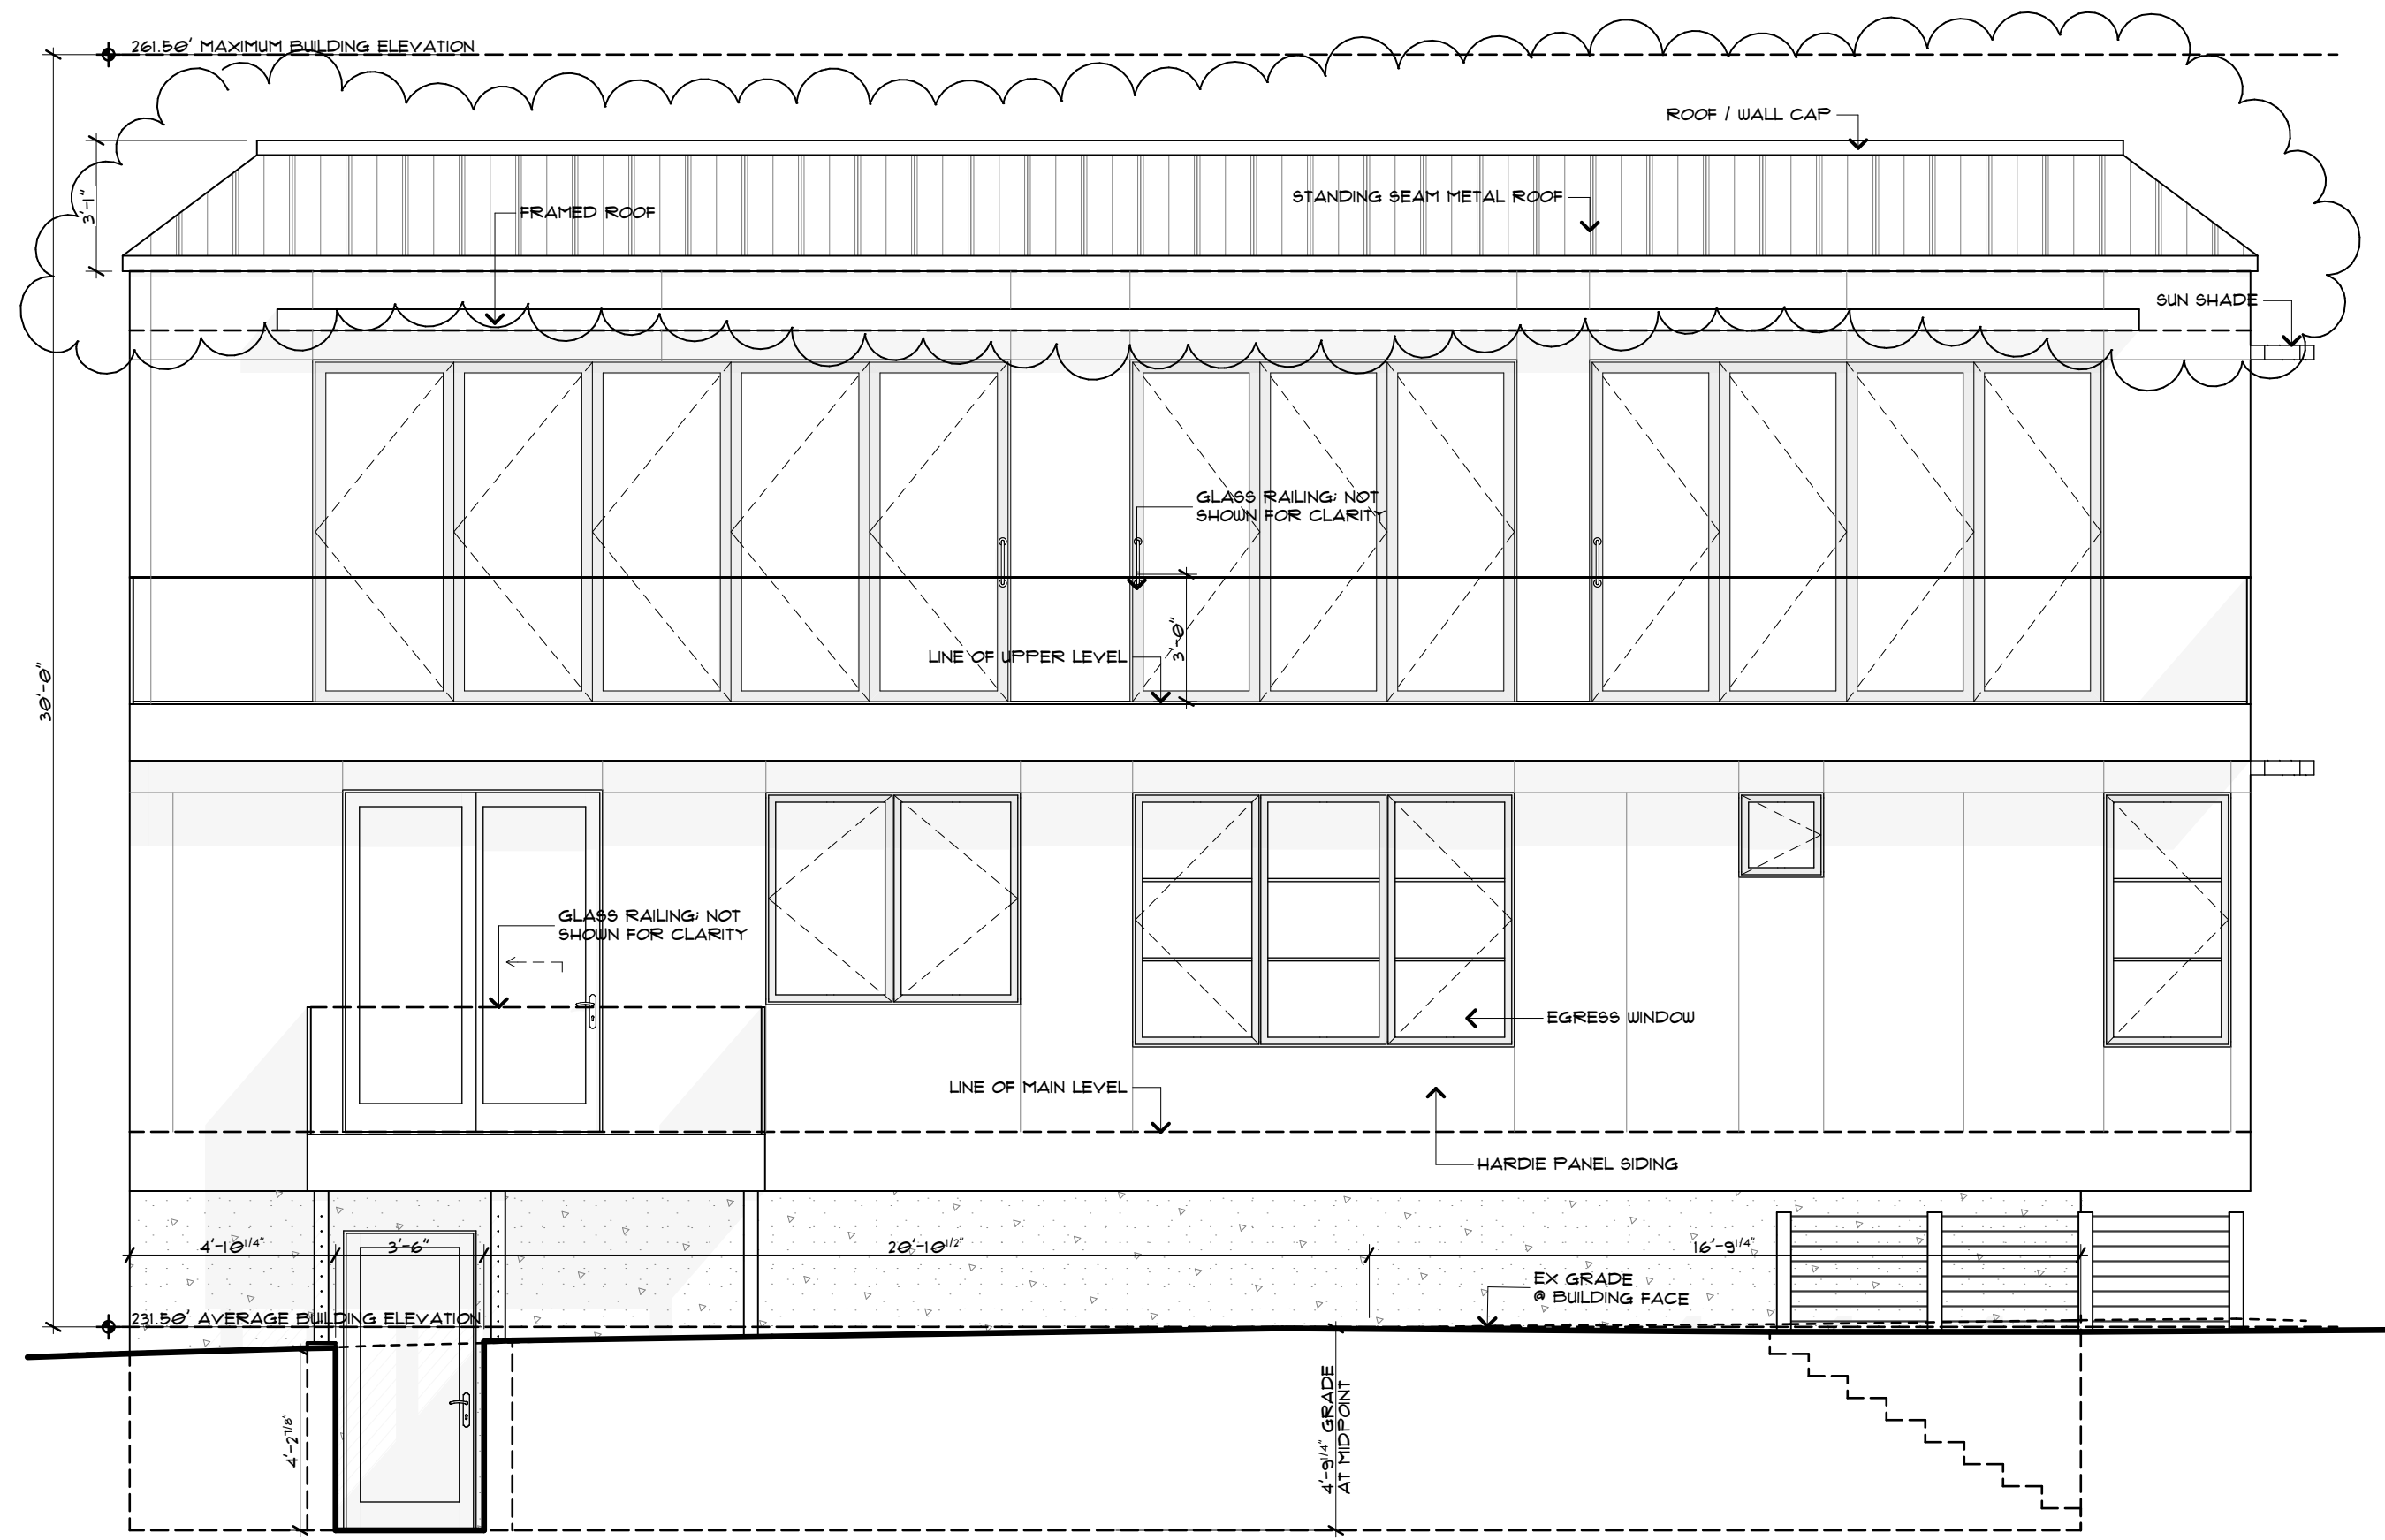 261.50' MAXIMUM BUILDING ELEVATION
ROOF / WALL CAP
3'-1"
STANDING SEAM METAL ROOF
FRAMED ROOF
SUN SHADE
GLASS RAILING; NOT
SHOWN FOR CLARITY
3'-0"
LINE OF UPPER LEVEL
30'-0"
GLASS RAILING; NOT
SHOWN FOR CLARITY
EGRESS WINDOW
LINE OF MAIN LEVEL
HARDIE PANEL SIDING
4'-10 1/4"
3'-6"
20'-10 1/2"
16'-9 1/4"
EX GRADE
@ BUILDING FACE
231.50' AVERAGE BUILDING ELEVATION
4'-2 7/8"
4'-9 1/4" GRADE
AT MIDPOINT